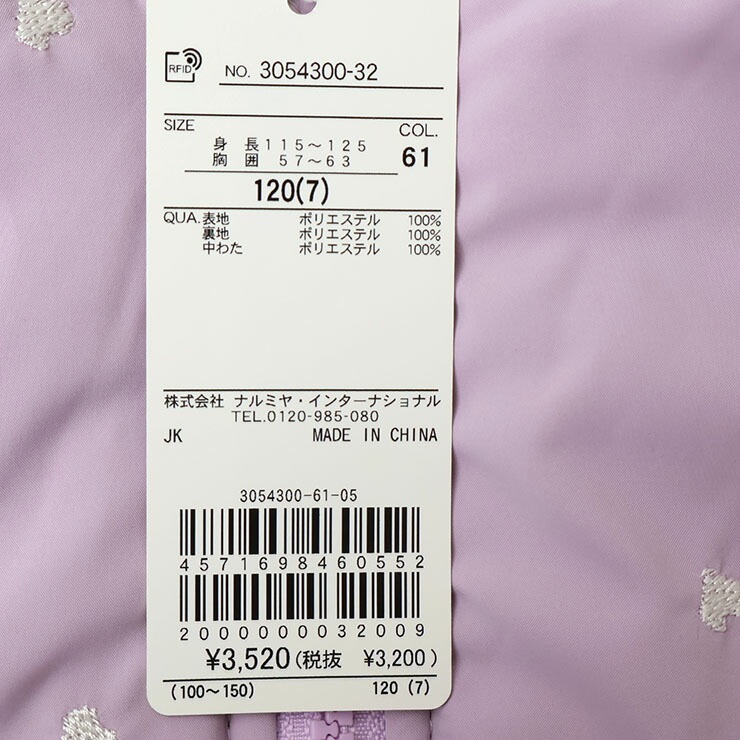 RFID NO. 3054300-32
SIZE COL.
身 長 115～125
胸 囲 57～63 61
120(7)
QUA. 表地 ポリエステル 100%
裏地 ポリエステル 100%
中わた ポリエステル 100%
株式会社 ナルミヤ・インターナショナル
TEL.0120-985-080
JK MADE IN CHINA
3054300-61-05
4571698460552
2000000032009
¥3,520(税抜 ¥3,200)
(100～150) 120 (7)